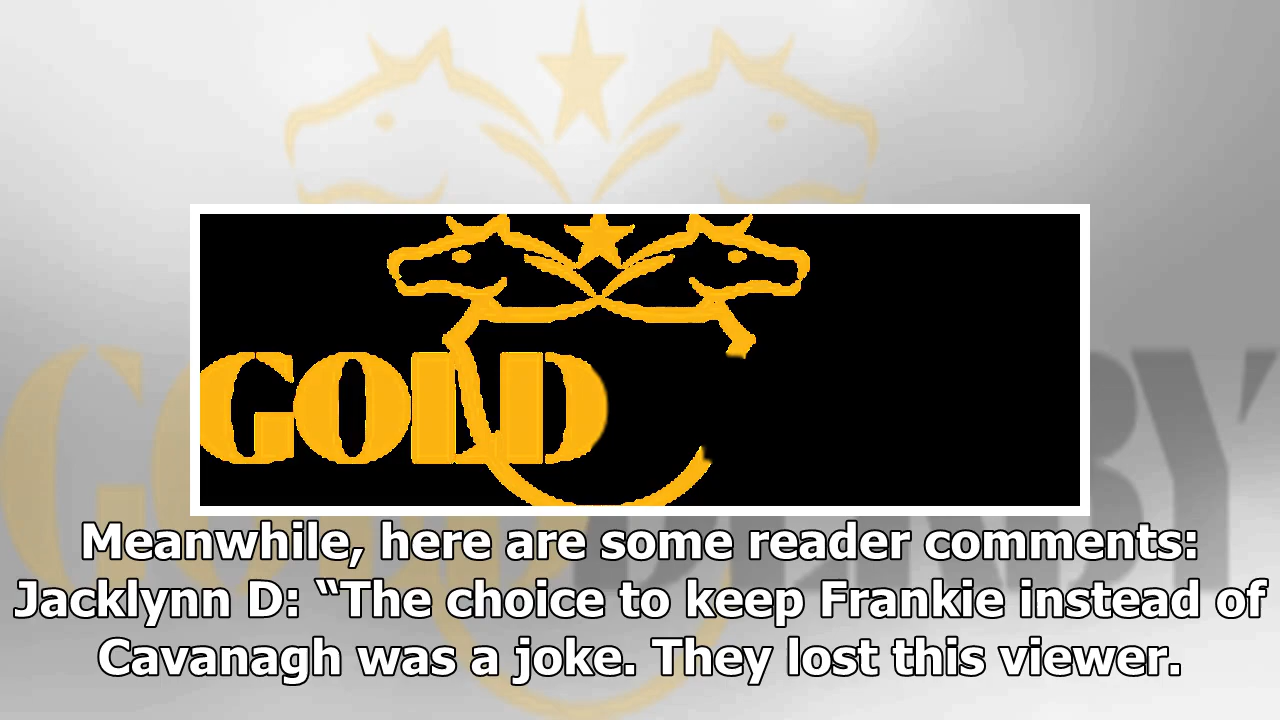 GOLD
Meanwhile, here are some reader comments:
Jacklynn D: “The choice to keep Frankie instead of
Cavanagh was a joke. They lost this viewer.